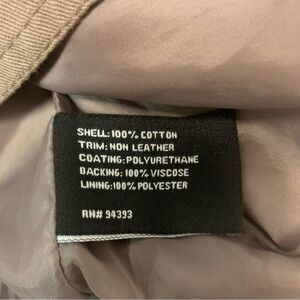 SHELL:100% COTTON
TRIM:NON LEATHER
COATING:POLYURETHANE
BACKING:100% VISCOSE
LINING:100% POLYESTER
RN# 94393